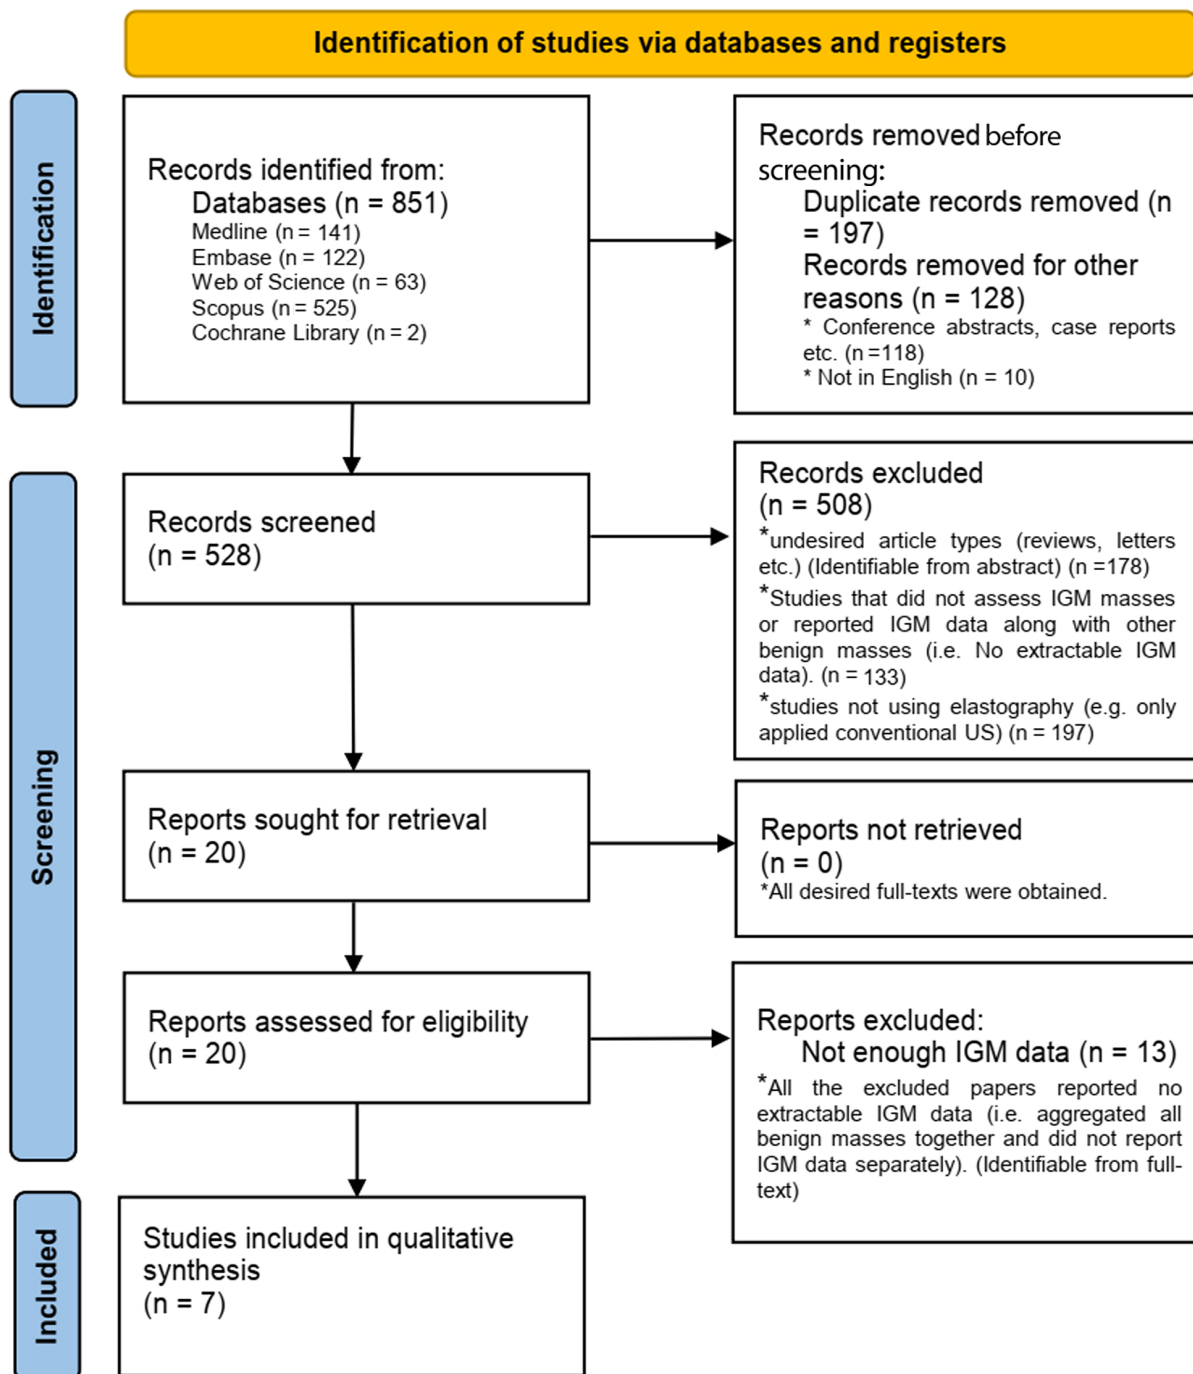 Identification of studies via databases and registers
Identification
Records identified from:
Databases (n = 851)
Medline (n = 141)
Embase (n = 122)
Web of Science (n = 63)
Scopus (n = 525)
Cochrane Library (n = 2)
Records removed before
screening:
Duplicate records removed (n
= 197)
Records removed for other
reasons (n = 128)
* Conference abstracts, case reports
etc. (n =118)
* Not in English (n = 10)
Screening
Records screened
(n = 528)
Records excluded
(n = 508)
*undesired article types (reviews, letters
etc.) (Identifiable from abstract) (n =178)
*Studies that did not assess IGM masses
or reported IGM data along with other
benign masses (i.e. No extractable IGM
data). (n = 133)
*studies not using elastography (e.g. only
applied conventional US) (n = 197)
Reports sought for retrieval
(n = 20)
Reports not retrieved
(n = 0)
*All desired full-texts were obtained.
Reports assessed for eligibility
(n = 20)
Reports excluded:
Not enough IGM data (n = 13)
*All the excluded papers reported no
extractable IGM data (i.e. aggregated all
benign masses together and did not report
IGM data separately). (Identifiable from full-
text)
Included
Studies included in qualitative
synthesis
(n = 7)